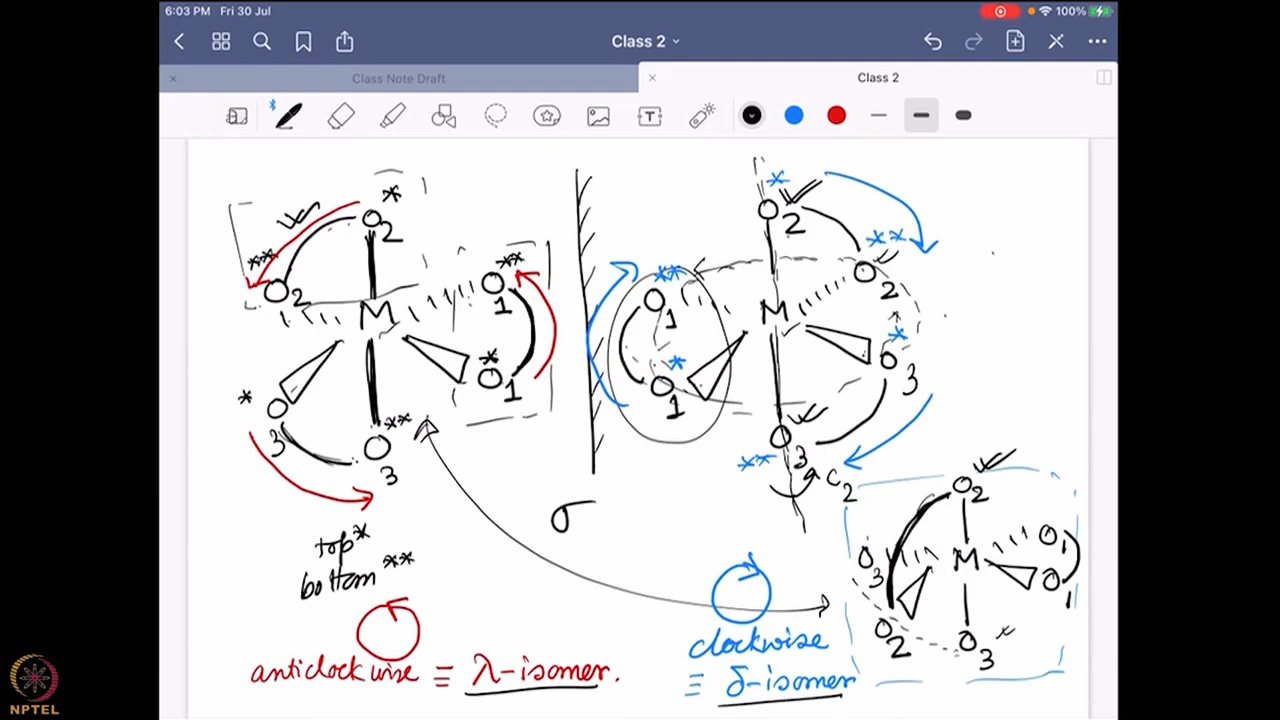 6:03 PM Fri 30 Jul
100%
Class 2
Class Note Draft
Class 2
T
*
O2
**
O2
M
**
O1
*
O1
*
O3
**
O3
top*
bottom **
anticlockwise ≡ λ-isomer.
σ
*
O2
**
O2
**
O1
M
*
O1
*
O3
**
O3
C2
clockwise
≡ δ-isomer
O2
O3
M
O1
O1
O2
O3
NPTEL